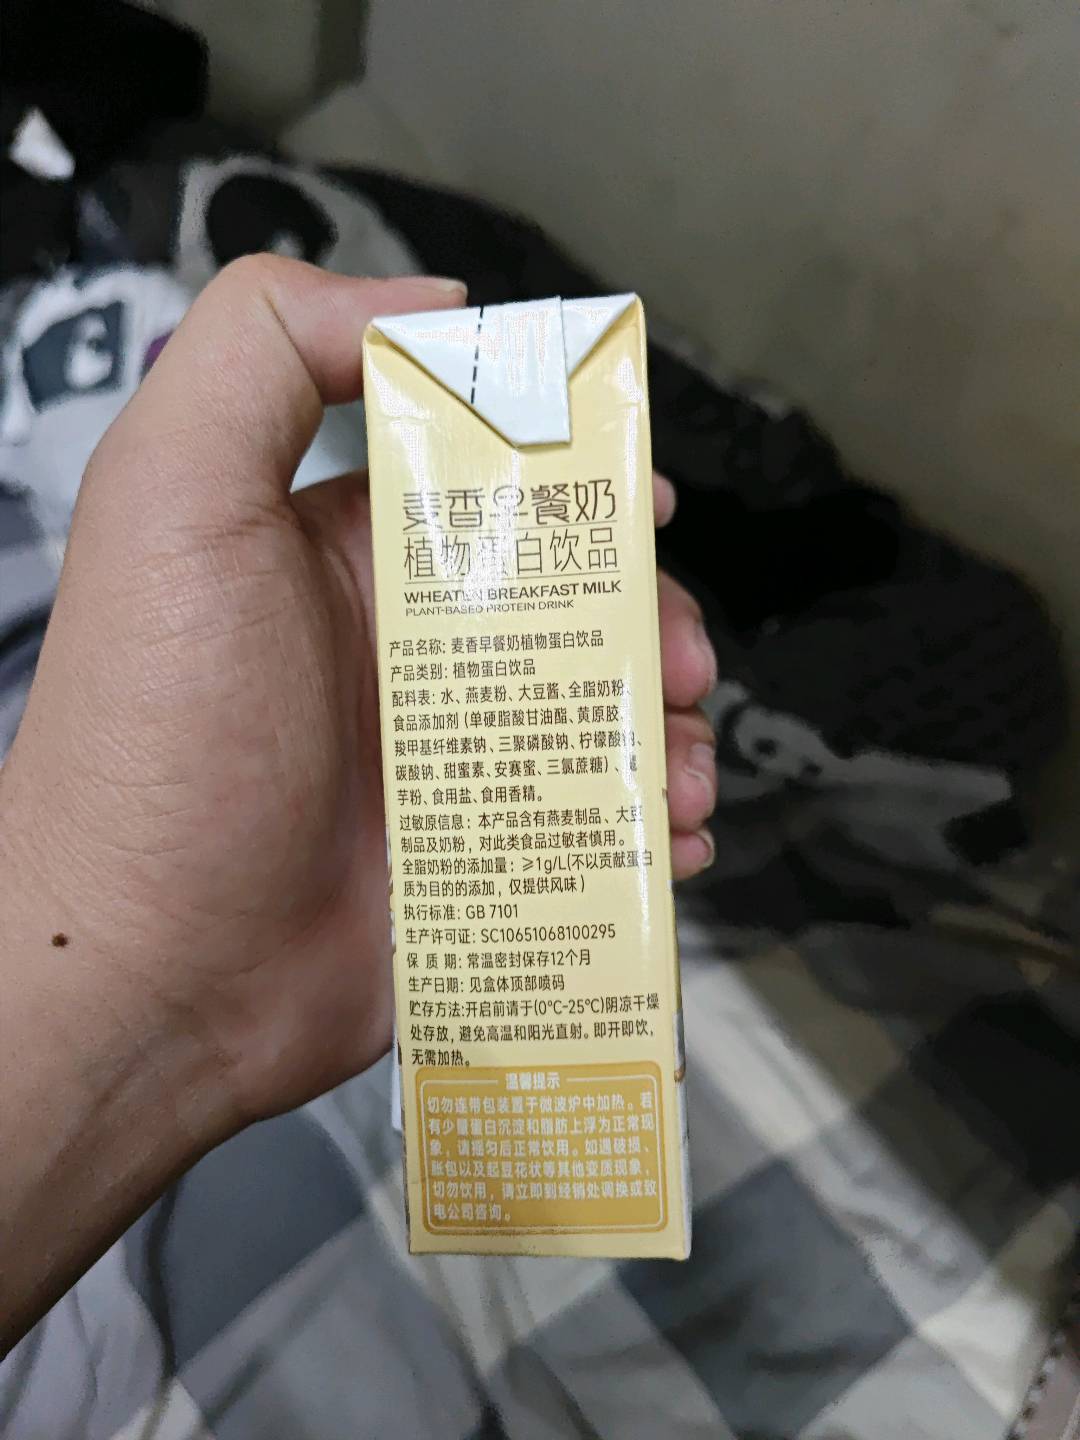 麦香早餐奶
植物蛋白饮品
WHEATEN BREAKFAST MILK
PLANT-BASED PROTEIN DRINK
产品名称: 麦香早餐奶植物蛋白饮品
产品类别: 植物蛋白饮品
配料表: 水、燕麦粉、大豆酱、全脂奶粉、
食品添加剂 (单硬脂酸甘油酯、黄原胶、
羧甲基纤维素钠、三聚磷酸钠、柠檬酸钠、
碳酸钠、甜蜜素、安赛蜜、三氯蔗糖) 、
芋粉、食用盐、食用香精。
过敏原信息: 本产品含有燕麦制品、大豆
制品及奶粉, 对此类食品过敏者慎用。
全脂奶粉的添加量: ≥1g/L(不以贡献蛋白
质为目的的添加, 仅提供风味)
执行标准: GB 7101
生产许可证: SC10651068100295
保 质 期: 常温密封保存12个月
生产日期: 见盒体顶部喷码
贮存方法:开启前请于(0°C-25°C)阴凉干燥
处存放, 避免高温和阳光直射。即开即饮,
无需加热。
温馨提示
切勿连带包装置于微波炉中加热。若
有少量蛋白沉淀和脂肪上浮为正常现
象, 请摇匀后正常饮用。如遇破损、
胀包以及起豆花状等其他变质现象,
切勿饮用, 请立即到经销处调换或致
电公司咨询。